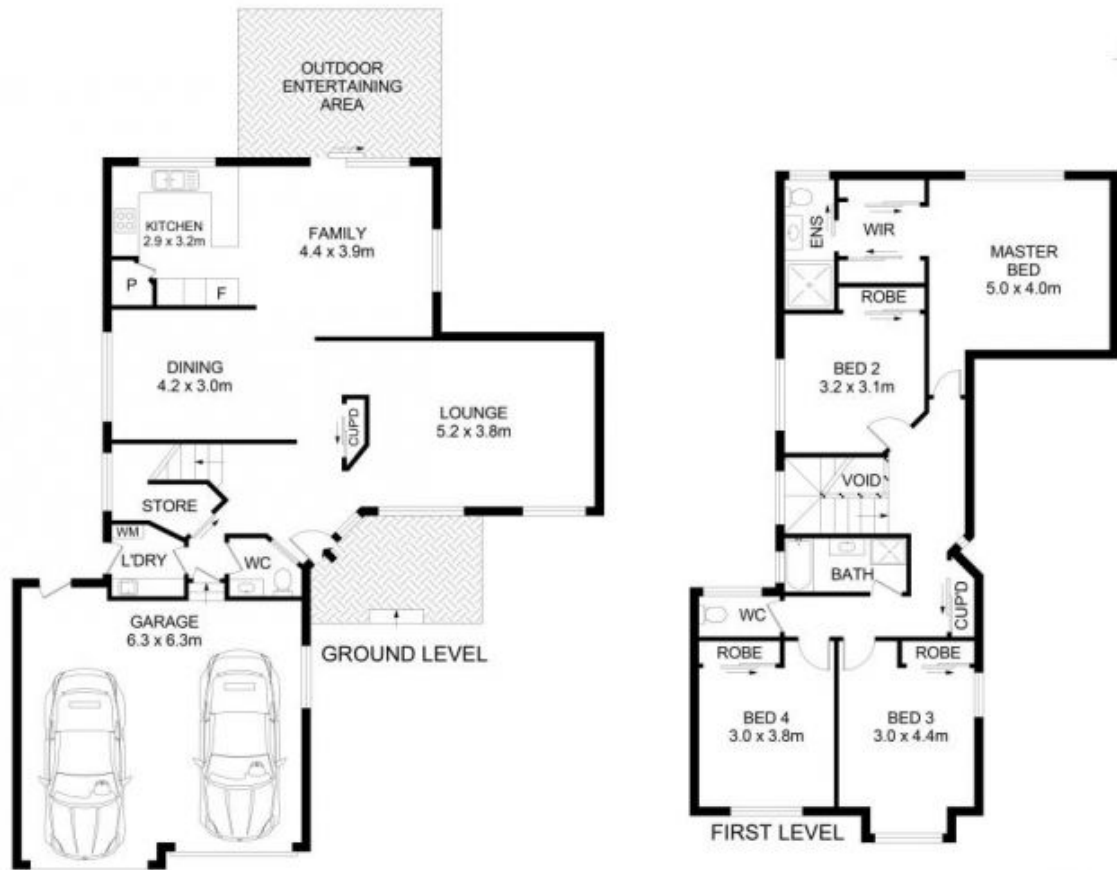 OUTDOOR
ENTERTAINING
AREA
KITCHEN
2.9 x 3.2m
FAMILY
4.4 x 3.9m
P
F
DINING
4.2 x 3.0m
CUP'D
LOUNGE
5.2 x 3.8m
STORE
WM
L'DRY
WC
GARAGE
6.3 x 6.3m
GROUND LEVEL
ENS
WIR
MASTER
BED
5.0 x 4.0m
ROBE
BED 2
3.2 x 3.1m
VOID
BATH
WC
CUP'D
ROBE
ROBE
BED 4
3.0 x 3.8m
BED 3
3.0 x 4.4m
FIRST LEVEL